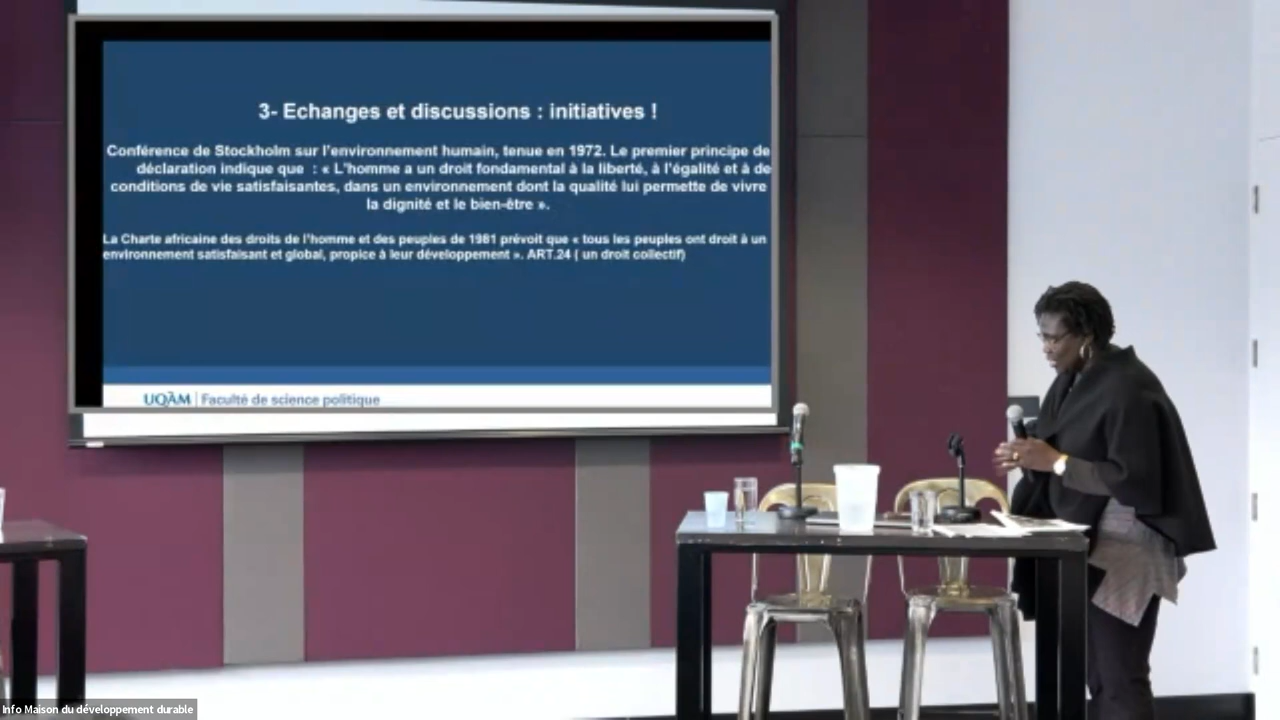 3- Echanges et discussions : initiatives !
Conférence de Stockholm sur l'environnement humain, tenue en 1972. Le premier principe de
déclaration indique que : « L'homme a un droit fondamental à la liberté, à l'égalité et à de
conditions de vie satisfaisantes, dans un environnement dont la qualité lui permette de vivre
la dignité et le bien-être ».
La Charte africaine des droits de l'homme et des peuples de 1981 prévoit que « tous les peuples ont droit à un
environnement satisfaisant et global, propice à leur développement ». ART.24 ( un droit collectif)
UQÀM | Faculté de science politique
Info Maison du développement durable